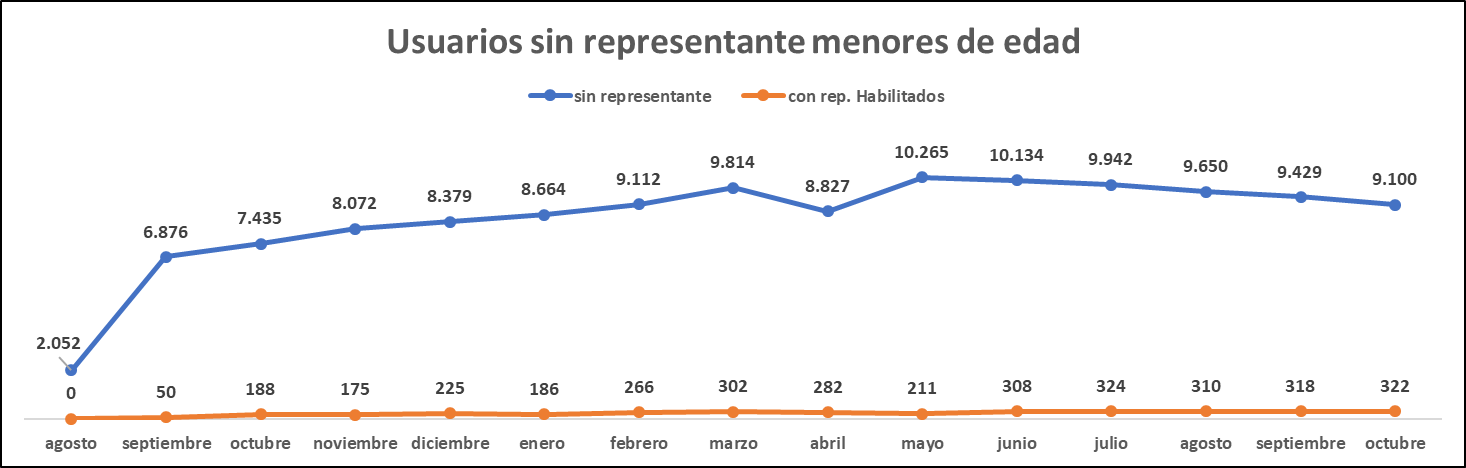 Usuarios sin representante menores de edad
sin representante con rep. Habilitados
2.052 6.876 7.435 8.072 8.379 8.664 9.112 9.814 8.827 10.265 10.134 9.942 9.650 9.429 9.100
0 50 188 175 225 186 266 302 282 211 308 324 310 318 322
agosto septiembre octubre noviembre diciembre enero febrero marzo abril mayo junio julio agosto septiembre octubre